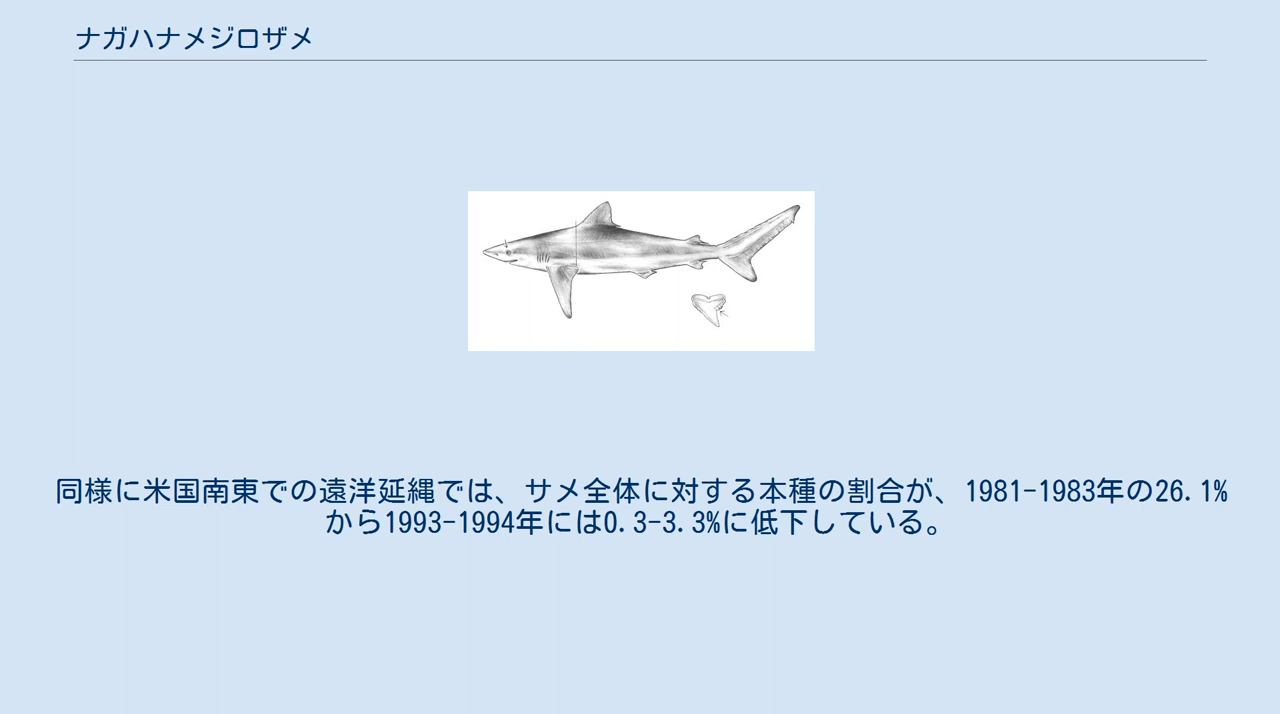 ナガハナメジロザメ
同様に米国南東での遠洋延縄では、サメ全体に対する本種の割合が、1981-1983年の26.1%
から1993-1994年には0.3-3.3%に低下している。